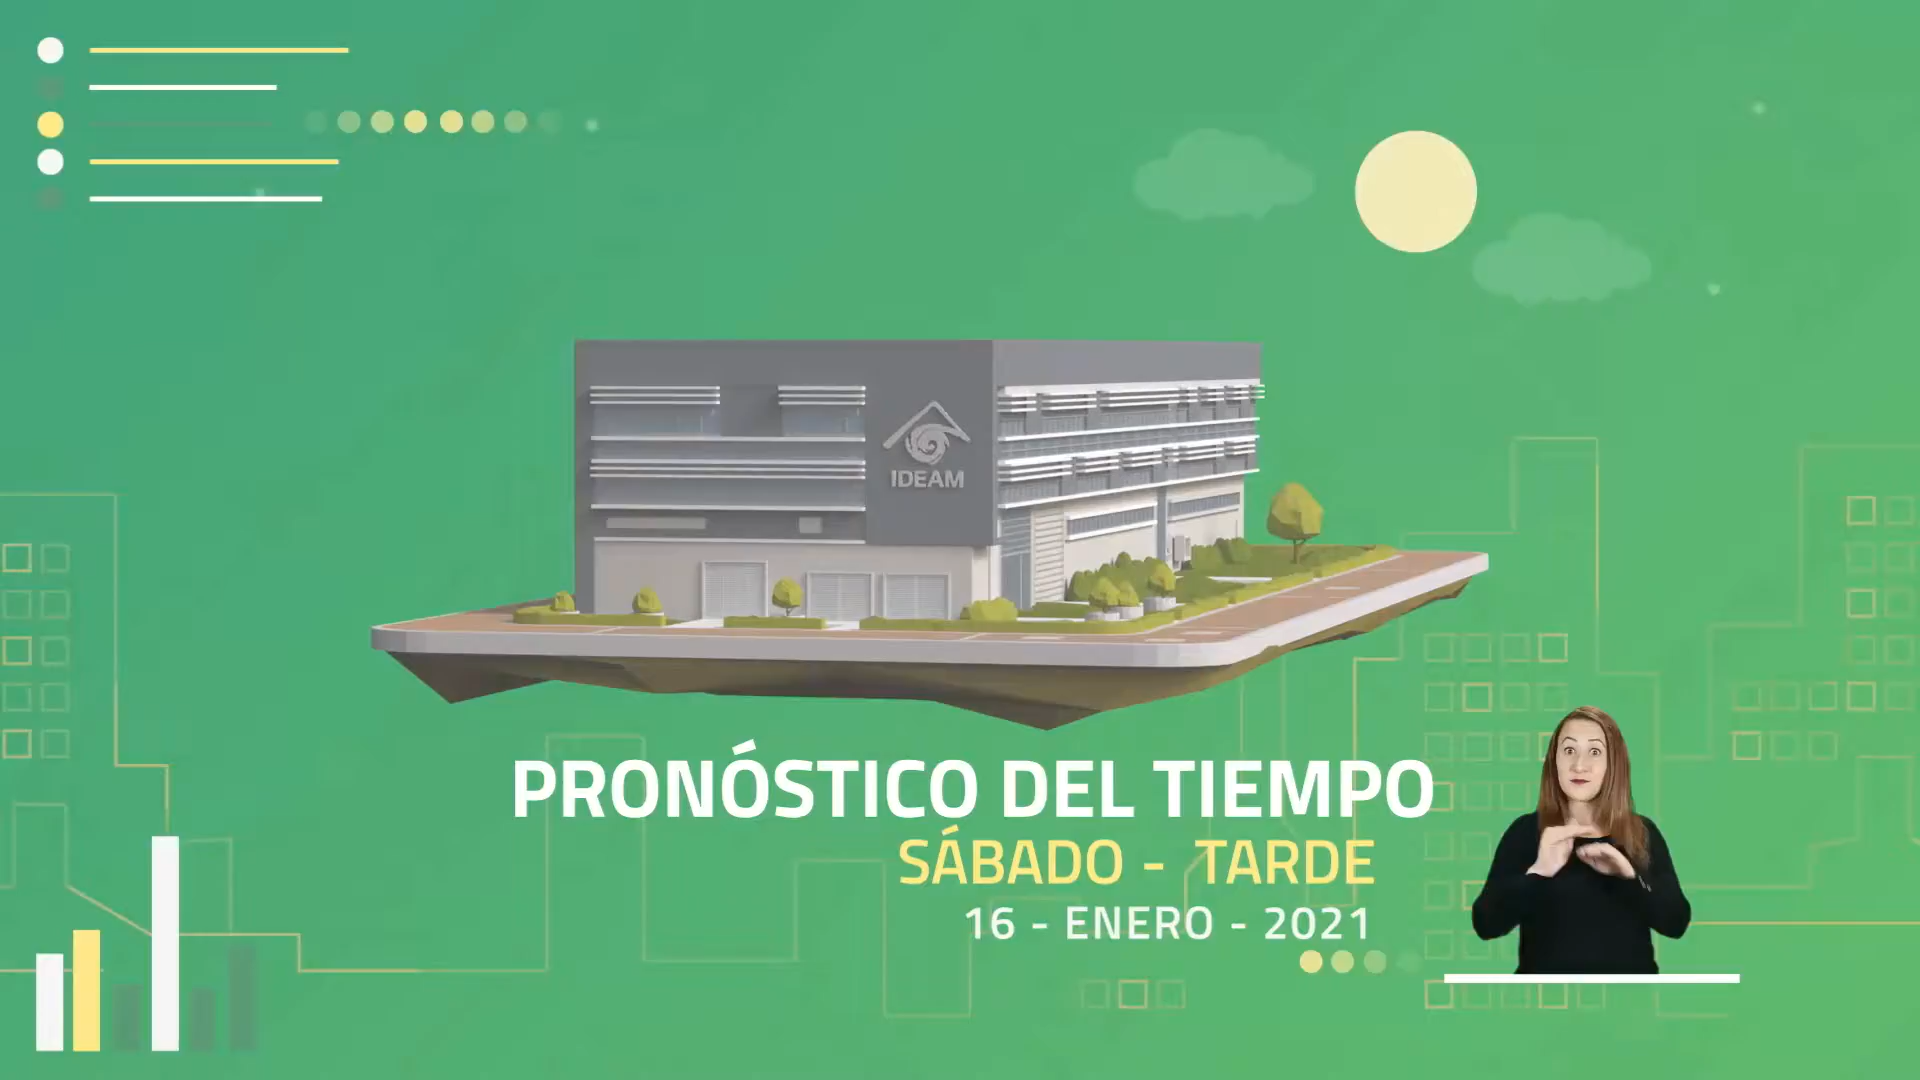 IDEAM
PRONÓSTICO DEL TIEMPO
SÁBADO - TARDE
16 - ENERO - 2021